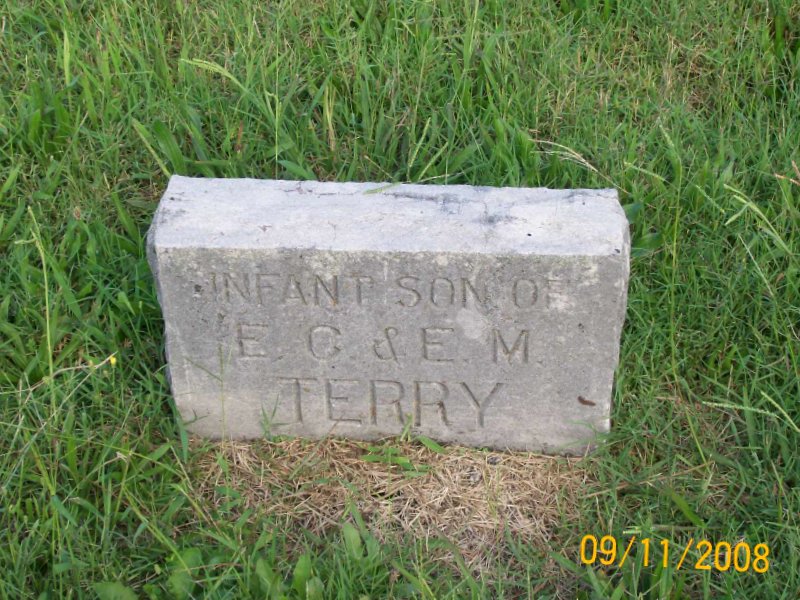 INFANT SON OF
E. C. & E. M.
TERRY
09/11/2008